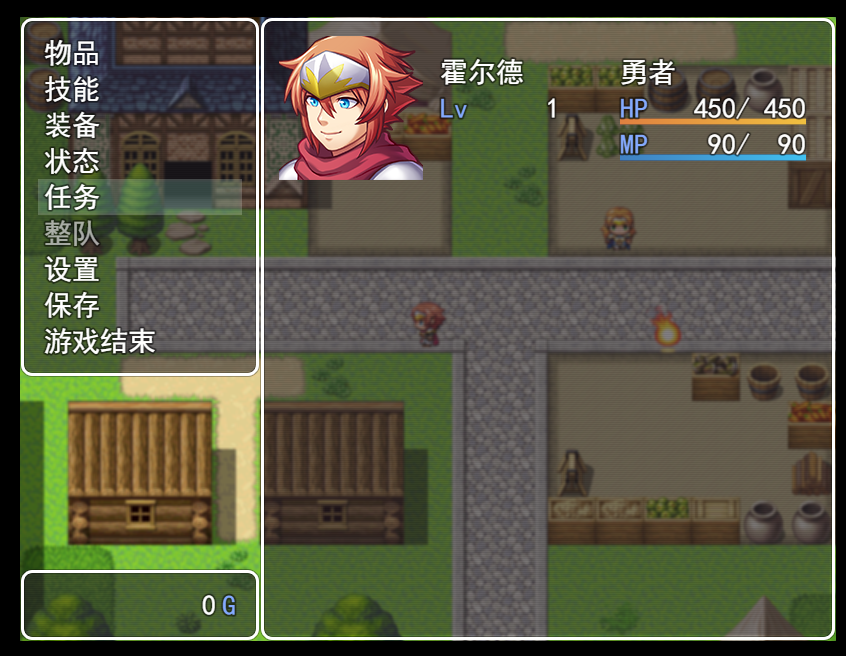 物品
技能
装备
状态
任务
整队
设置
保存
游戏结束
霍尔德 勇者
Lv 1 HP 450/ 450
MP 90/ 90
0 G